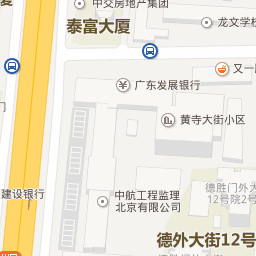 厦
中交房地产集团
泰富大厦
龙文学校
又一
广东发展银行
门
黄寺大街小区
建设银行
中航工程监理
北京有限公司
德胜门外大
12号院2号
德外大街12号